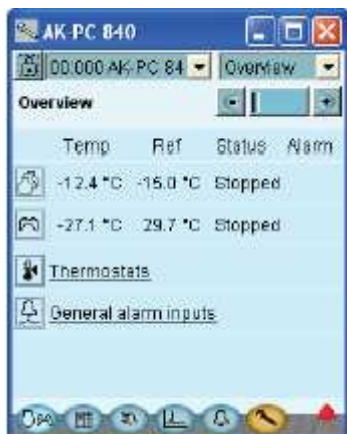 AK-PC 840
00.000 AK-PC 84 Overview
Overview
Temp Ref Status Alarm
-12.4 °C -15.0 °C Stopped
-27.1 °C 29.7 °C Stopped
Thermostats
General alarm inputs